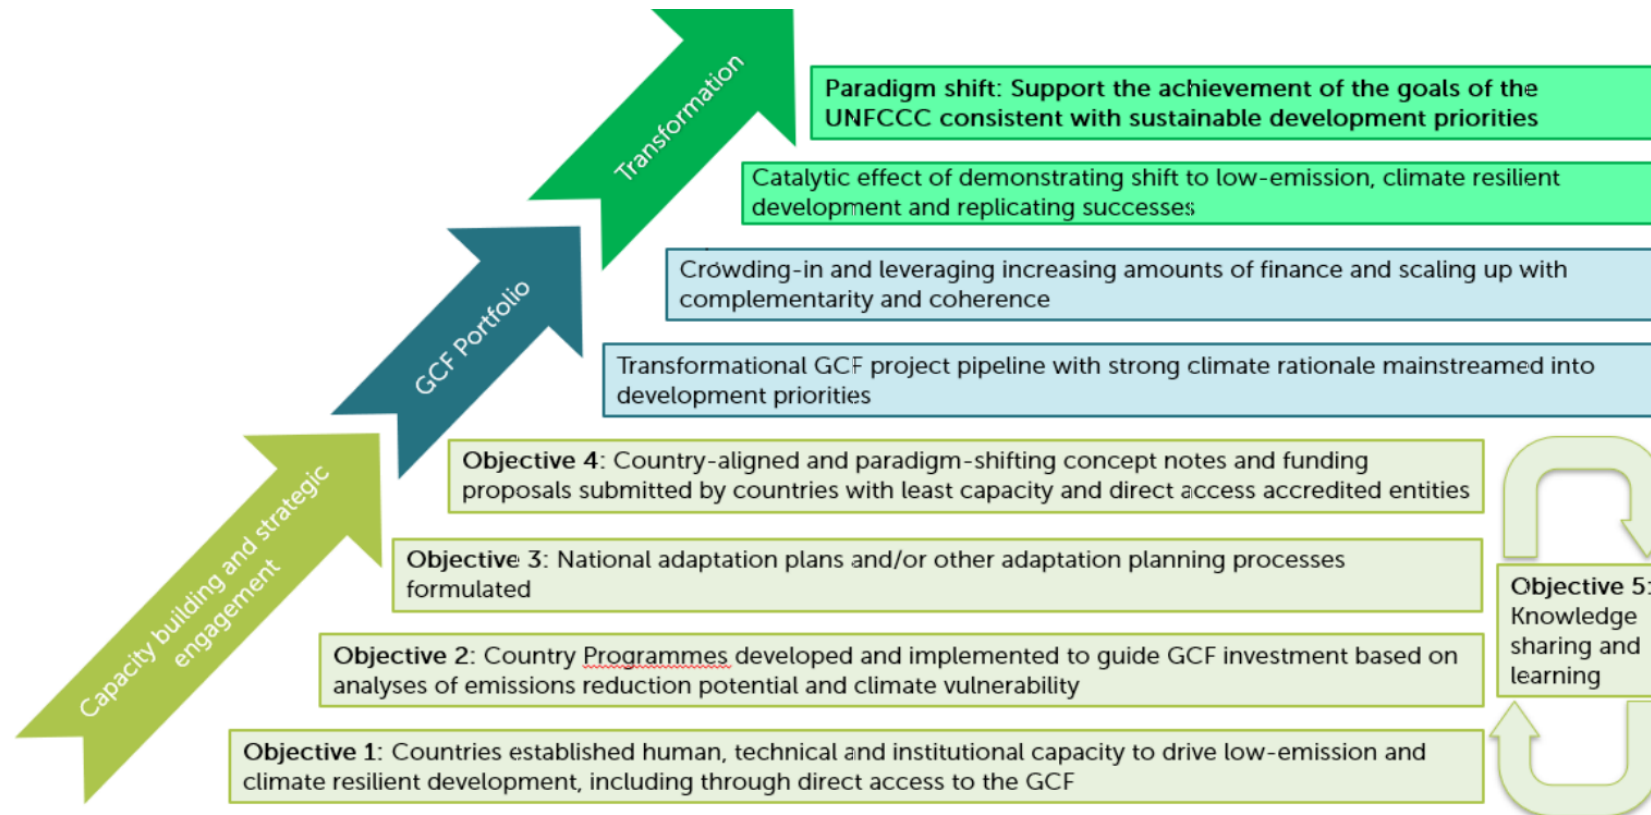 Transformation
Paradigm shift: Support the achievement of the goals of the
UNFCCC consistent with sustainable development priorities
Catalytic effect of demonstrating shift to low-emission, climate resilient
development and replicating successes
GCF Portfolio
Crowding-in and leveraging increasing amounts of finance and scaling up with
complementarity and coherence
Transformational GCF project pipeline with strong climate rationale mainstreamed into
development priorities
Capacity building and strategic
engagement
Objective 4: Country-aligned and paradigm-shifting concept notes and funding
proposals submitted by countries with least capacity and direct access accredited entities
Objective 3: National adaptation plans and/or other adaptation planning processes
formulated
Objective 2: Country Programmes developed and implemented to guide GCF investment based on
analyses of emissions reduction potential and climate vulnerability
Objective 1: Countries established human, technical and institutional capacity to drive low-emission and
climate resilient development, including through direct access to the GCF
Objective 5:
Knowledge
sharing and
learning